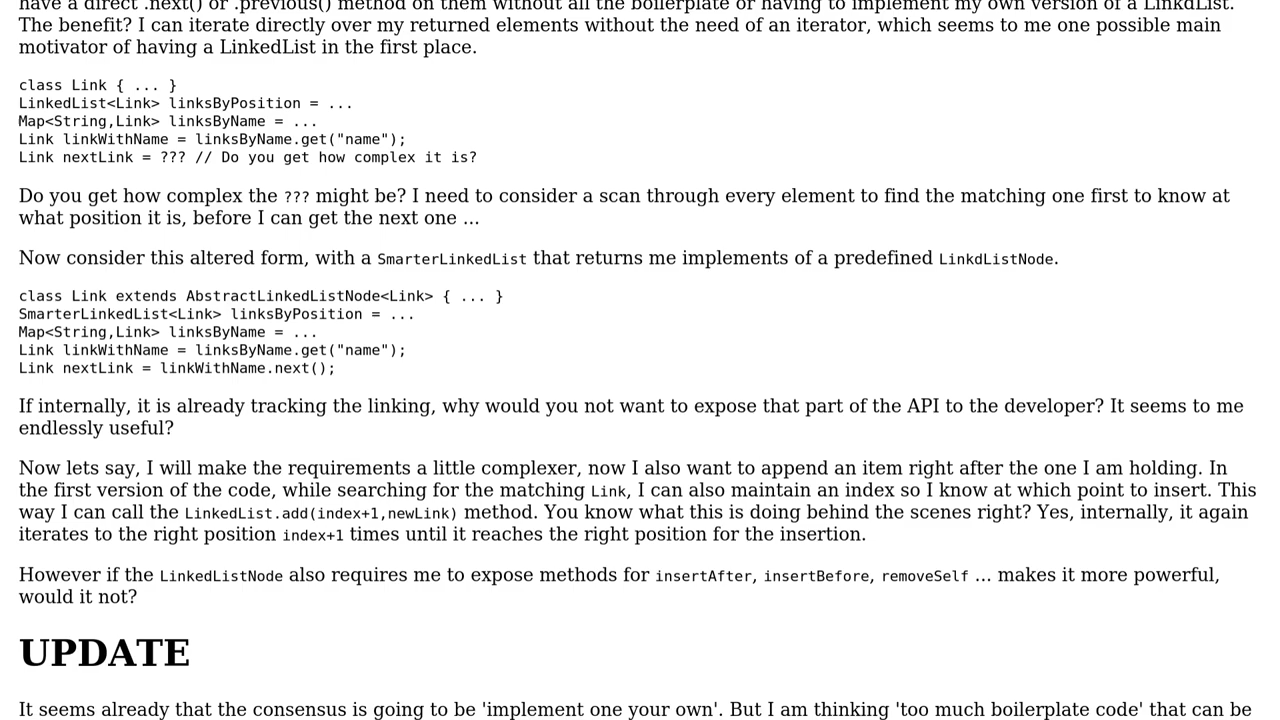 have a direct .next() or .previous() method on them without all the boilerplate or having to implement my own version of a LinkdList.
The benefit? I can iterate directly over my returned elements without the need of an iterator, which seems to me one possible main
motivator of having a LinkedList in the first place.
class Link { ... }
LinkedList<Link> linksByPosition = ...
Map<String,Link> linksByName = ...
Link linkWithName = linksByName.get("name");
Link nextLink = ??? // Do you get how complex it is?
Do you get how complex the ??? might be? I need to consider a scan through every element to find the matching one first to know at
what position it is, before I can get the next one ...
Now consider this altered form, with a SmarterLinkedList that returns me implements of a predefined LinkdListNode.
class Link extends AbstractLinkedListNode<Link> { ... }
SmarterLinkedList<Link> linksByPosition = ...
Map<String,Link> linksByName = ...
Link linkWithName = linksByName.get("name");
Link nextLink = linkWithName.next();
If internally, it is already tracking the linking, why would you not want to expose that part of the API to the developer? It seems to me
endlessly useful?
Now lets say, I will make the requirements a little complexer, now I also want to append an item right after the one I am holding. In
the first version of the code, while searching for the matching Link, I can also maintain an index so I know at which point to insert. This
way I can call the LinkedList.add(index+1,newLink) method. You know what this is doing behind the scenes right? Yes, internally, it again
iterates to the right position index+1 times until it reaches the right position for the insertion.
However if the LinkedListNode also requires me to expose methods for insertAfter, insertBefore, removeSelf ... makes it more powerful,
would it not?
UPDATE
It seems already that the consensus is going to be 'implement one your own'. But I am thinking 'too much boilerplate code' that can be